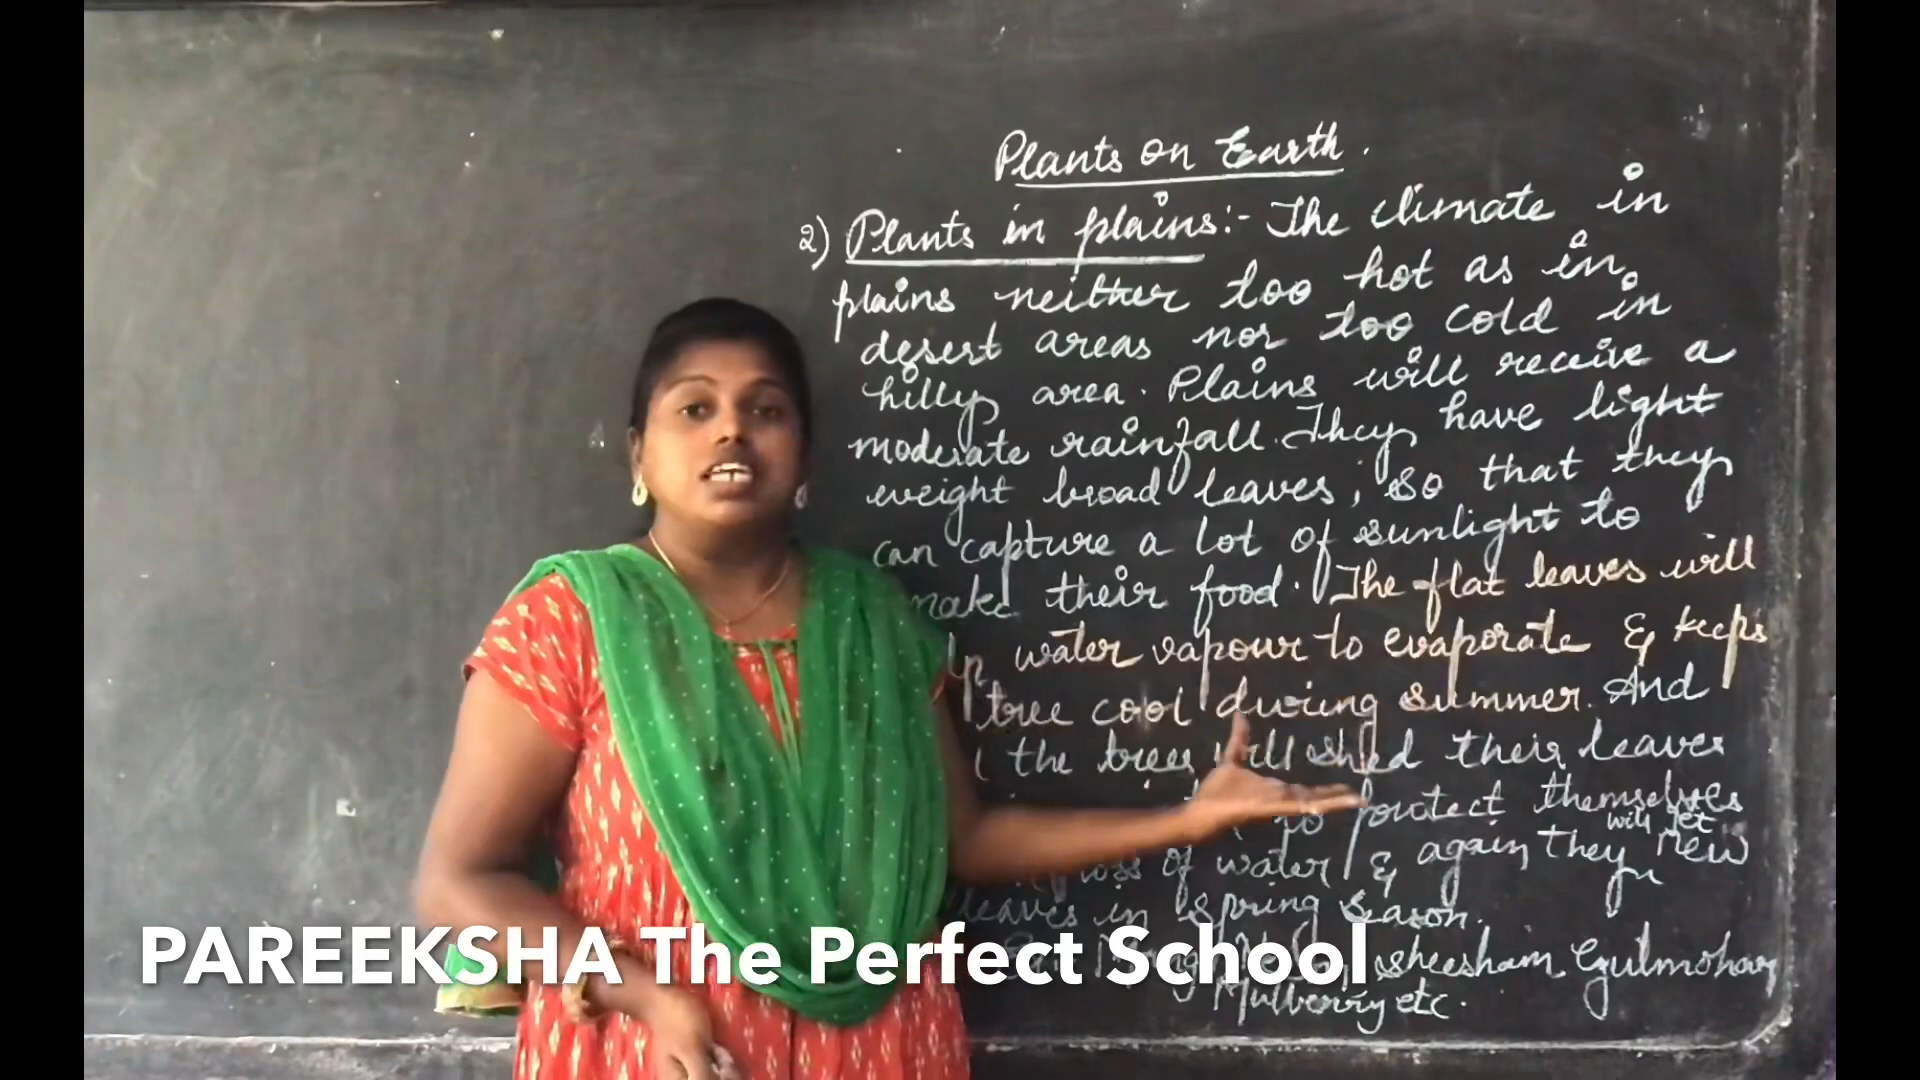 Plants on Earth.
2) Plants in plains:- The climate in
plains neither too hot as in
desert areas nor too cold in
hilly area. Plains will receive a
moderate rainfall. They have light
weight broad leaves, so that they
can capture a lot of sunlight to
make their food. The flat leaves will
water vapour to evaporate & keeps
tree cool during summer. And
the trees will shed their leaves
to protect themselves
loss of water & again they will get new
leaves in spring season.
sheesham, Gulmohar,
Mulberry etc.
PAREEKSHA The Perfect School